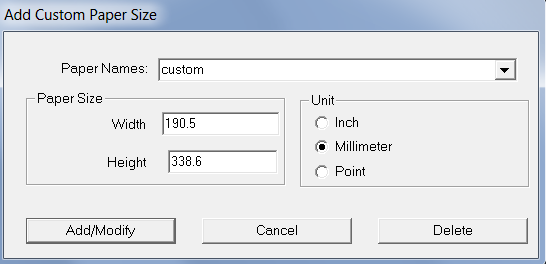 Add Custom Paper Size
Paper Names: custom
Paper Size
Width 190.5
Height 338.6
Unit
Inch
Millimeter
Point
Add/Modify Cancel Delete